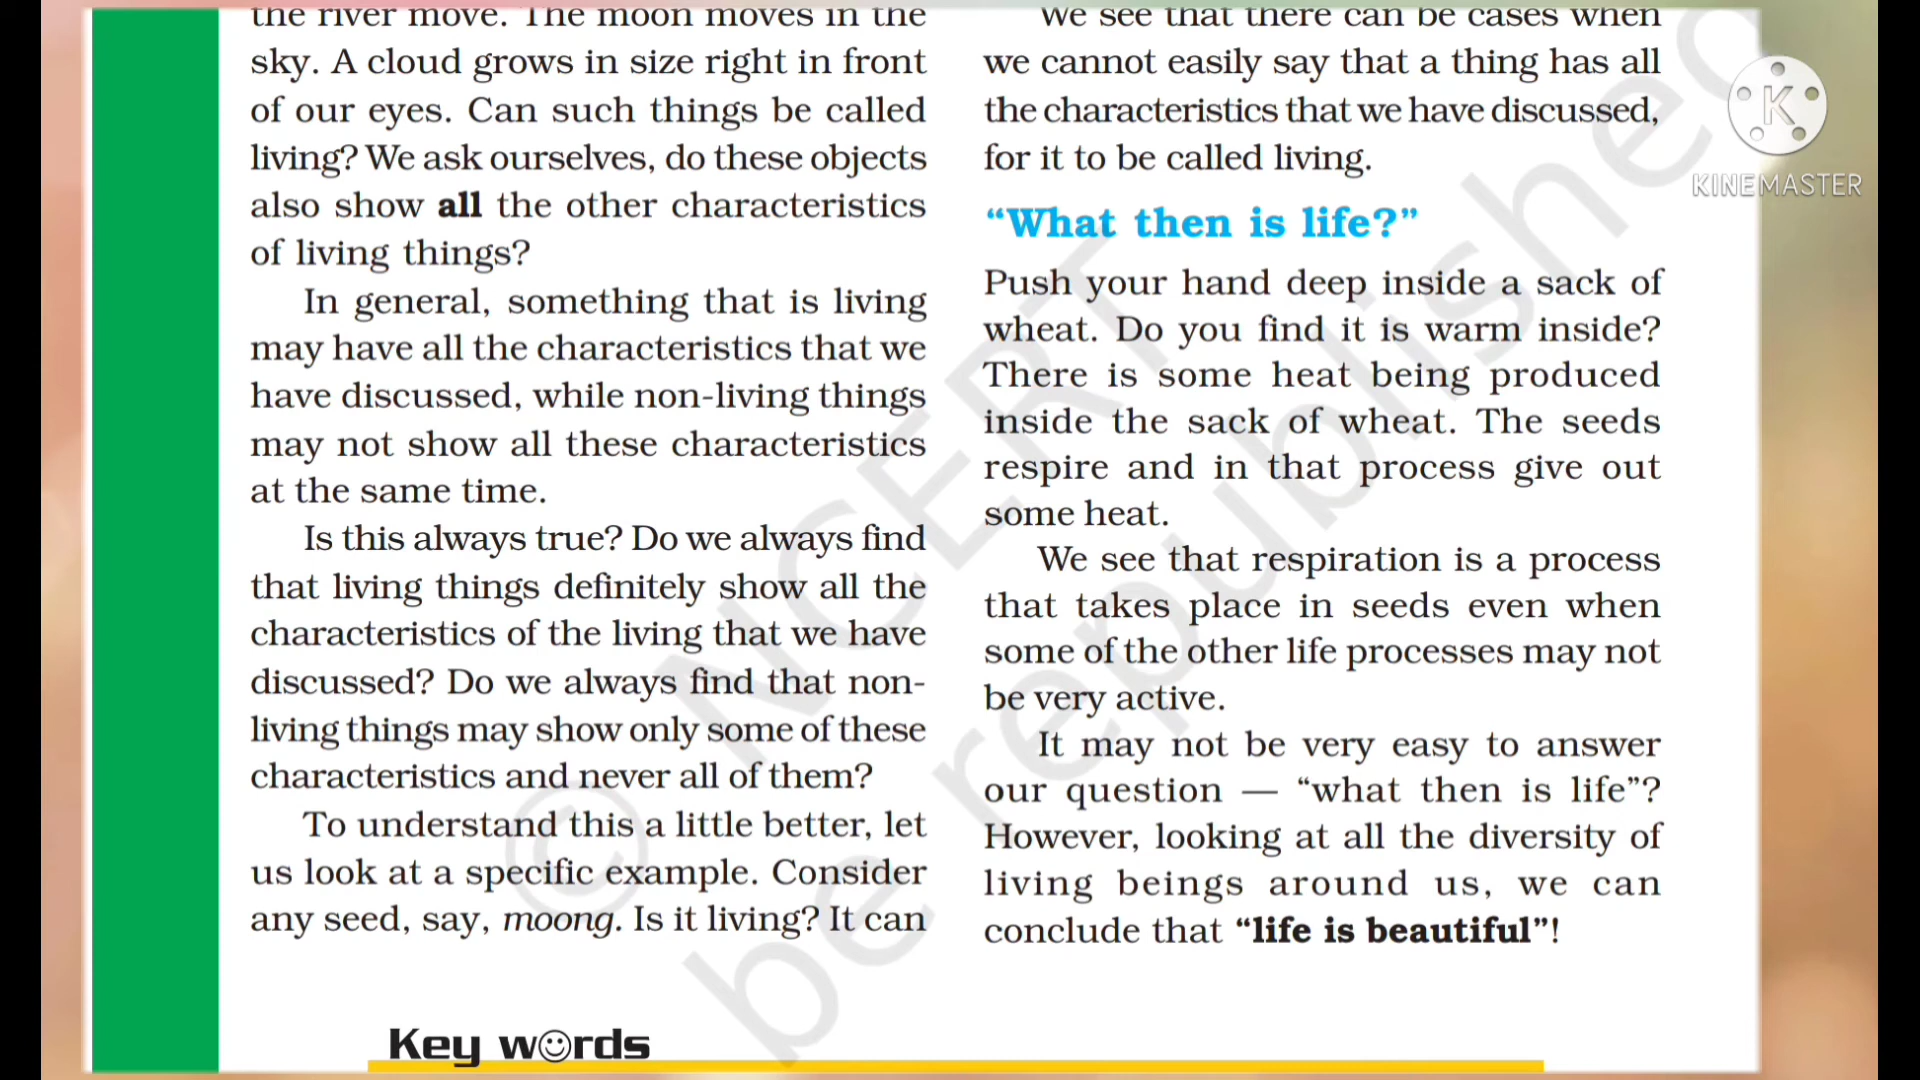 the river move. The moon moves in the
sky. A cloud grows in size right in front
of our eyes. Can such things be called
living? We ask ourselves, do these objects
also show all the other characteristics
of living things?
In general, something that is living
may have all the characteristics that we
have discussed, while non-living things
may not show all these characteristics
at the same time.
Is this always true? Do we always find
that living things definitely show all the
characteristics of the living that we have
discussed? Do we always find that non-
living things may show only some of these
characteristics and never all of them?
To understand this a little better, let
us look at a specific example. Consider
any seed, say, moong. Is it living? It can
We see that there can be cases when
we cannot easily say that a thing has all
the characteristics that we have discussed,
for it to be called living.
“What then is life?”
Push your hand deep inside a sack of
wheat. Do you find it is warm inside?
There is some heat being produced
inside the sack of wheat. The seeds
respire and in that process give out
some heat.
We see that respiration is a process
that takes place in seeds even when
some of the other life processes may not
be very active.
It may not be very easy to answer
our question — “what then is life”?
However, looking at all the diversity of
living beings around us, we can
conclude that “life is beautiful”!
Key words
© NCERT
be republished
K
KINEMASTER